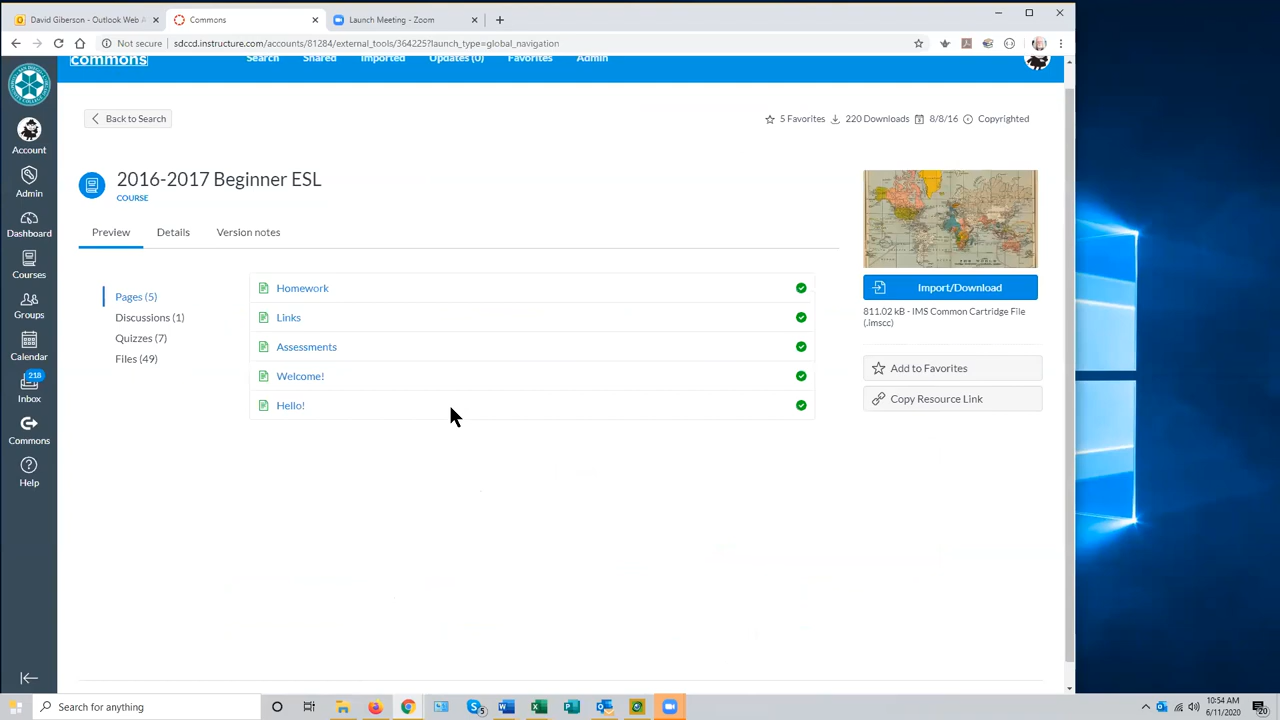 David Giberson - Outlook Web A
Commons
Launch Meeting - Zoom
Not secure | sdccd.instructure.com/accounts/81284/external_tools/364225?launch_type=global_navigation
commons
Search
Shared
Imported
Updates (0)
Favorites
Admin
Account
Admin
Dashboard
Courses
Groups
Calendar
218
Inbox
Commons
Help
Back to Search
5 Favorites
220 Downloads
8/8/16
Copyrighted
2016-2017 Beginner ESL
COURSE
Preview
Details
Version notes
Pages (5)
Discussions (1)
Quizzes (7)
Files (49)
Homework
Links
Assessments
Welcome!
Hello!
Import/Download
811.02 kB - IMS Common Cartridge File
(.imscc)
Add to Favorites
Copy Resource Link
Search for anything
5
10:54 AM
6/11/2020
20